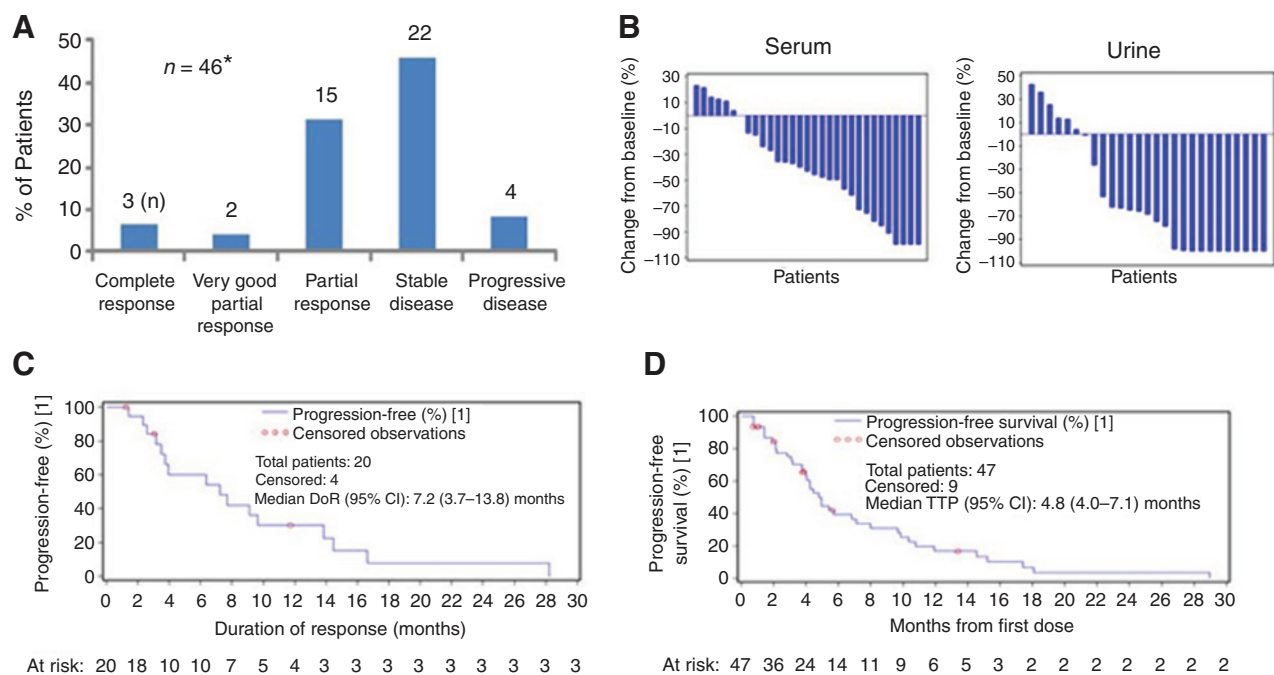 A
50
40
30
20
10
0
% of Patients
n = 46*
3 (n)
2
15
22
4
Complete
response
Very good
partial
response
Partial
response
Stable
disease
Progressive
disease
B
Serum
Change from baseline (%)
30
10
−10
−30
−50
−70
−90
−110
Patients
Urine
Change from baseline (%)
50
30
10
−10
−30
−50
−70
−90
−110
Patients
C
Progression-free (%) [1]
100
80
60
40
20
0
Progression-free (%) [1]
Censored observations
Total patients: 20
Censored: 4
Median DoR (95% CI): 7.2 (3.7–13.8) months
0 2 4 6 8 10 12 14 16 18 20 22 24 26 28 30
Duration of response (months)
At risk: 20 18 10 10 7 5 4 3 3 3 3 3 3 3 3 3
D
Progression-free
survival (%) [1]
100
80
60
40
20
0
Progression-free survival (%) [1]
Censored observations
Total patients: 47
Censored: 9
Median TTP (95% CI): 4.8 (4.0–7.1) months
0 2 4 6 8 10 12 14 16 18 20 22 24 26 28 30
Months from first dose
At risk: 47 36 24 14 11 9 6 5 3 2 2 2 2 2 2 2